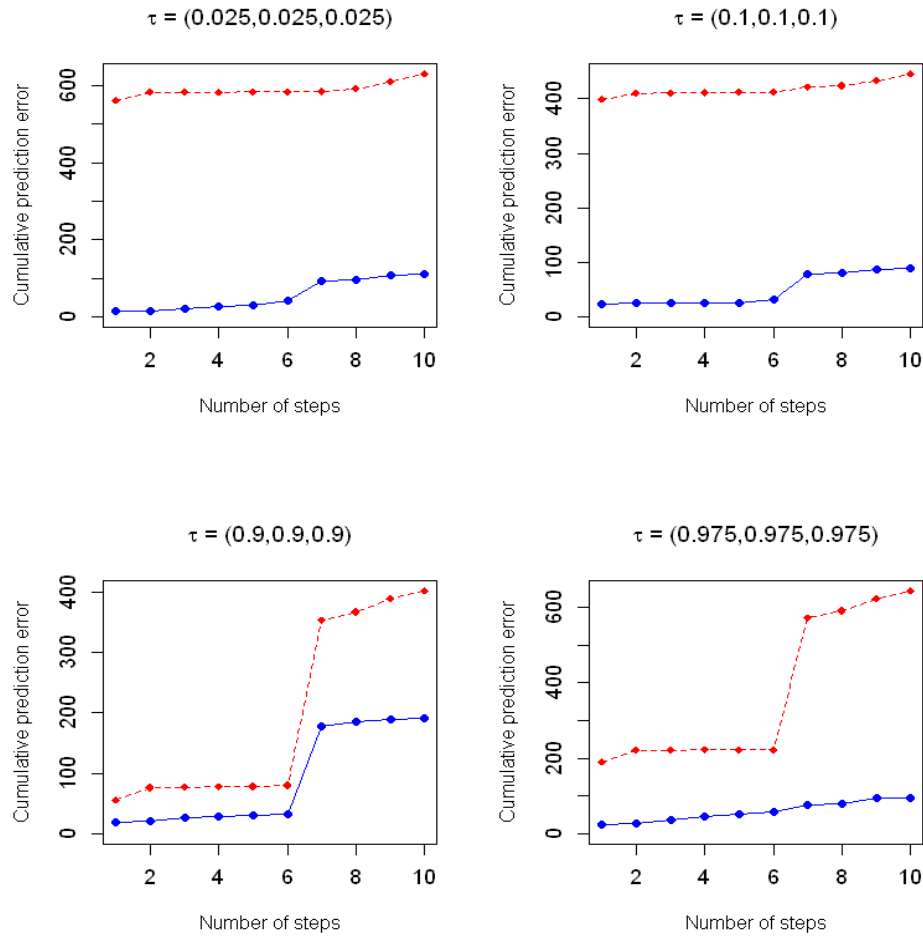 τ = (0.025,0.025,0.025)
Cumulative prediction error
600
400
200
0
2 4 6 8 10
Number of steps
τ = (0.1,0.1,0.1)
Cumulative prediction error
400
300
200
100
0
2 4 6 8 10
Number of steps
τ = (0.9,0.9,0.9)
Cumulative prediction error
400
300
200
100
0
2 4 6 8 10
Number of steps
τ = (0.975,0.975,0.975)
Cumulative prediction error
600
400
200
0
2 4 6 8 10
Number of steps